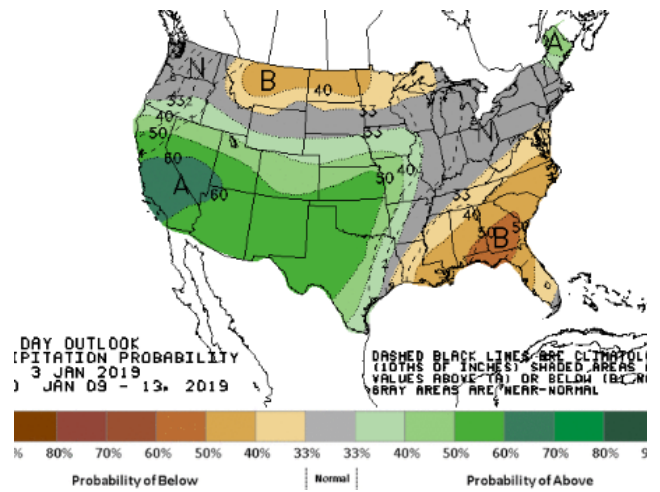 A
B
N
40
33
33
40
50
60
A
60
33
N
50
40
33
40
50
50
B
DAY OUTLOOK
IPITATION PROBABILITY
3 JAN 2019
JAN 09 - 13, 2019
DASHED BLACK LINES ARE CLIMATOL
(10THS OF INCHES) SHADED AREAS
VALUES ABOVE (A) OR BELOW (B)
GRAY AREAS ARE NEAR-NORMAL
% 80% 70% 60% 50% 40% 33% 33% 40% 50% 60% 70% 80% 9
Probability of Below Normal Probability of Above